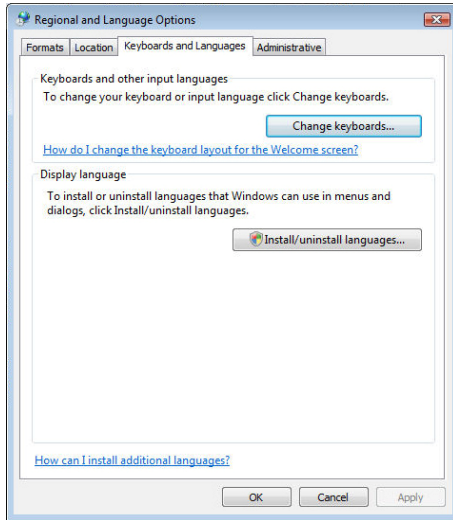 Regional and Language Options
Formats Location Keyboards and Languages Administrative
Keyboards and other input languages
To change your keyboard or input language click Change keyboards.
Change keyboards...
How do I change the keyboard layout for the Welcome screen?
Display language
To install or uninstall languages that Windows can use in menus and
dialogs, click Install/uninstall languages.
Install/uninstall languages...
How can I install additional languages?
OK Cancel Apply